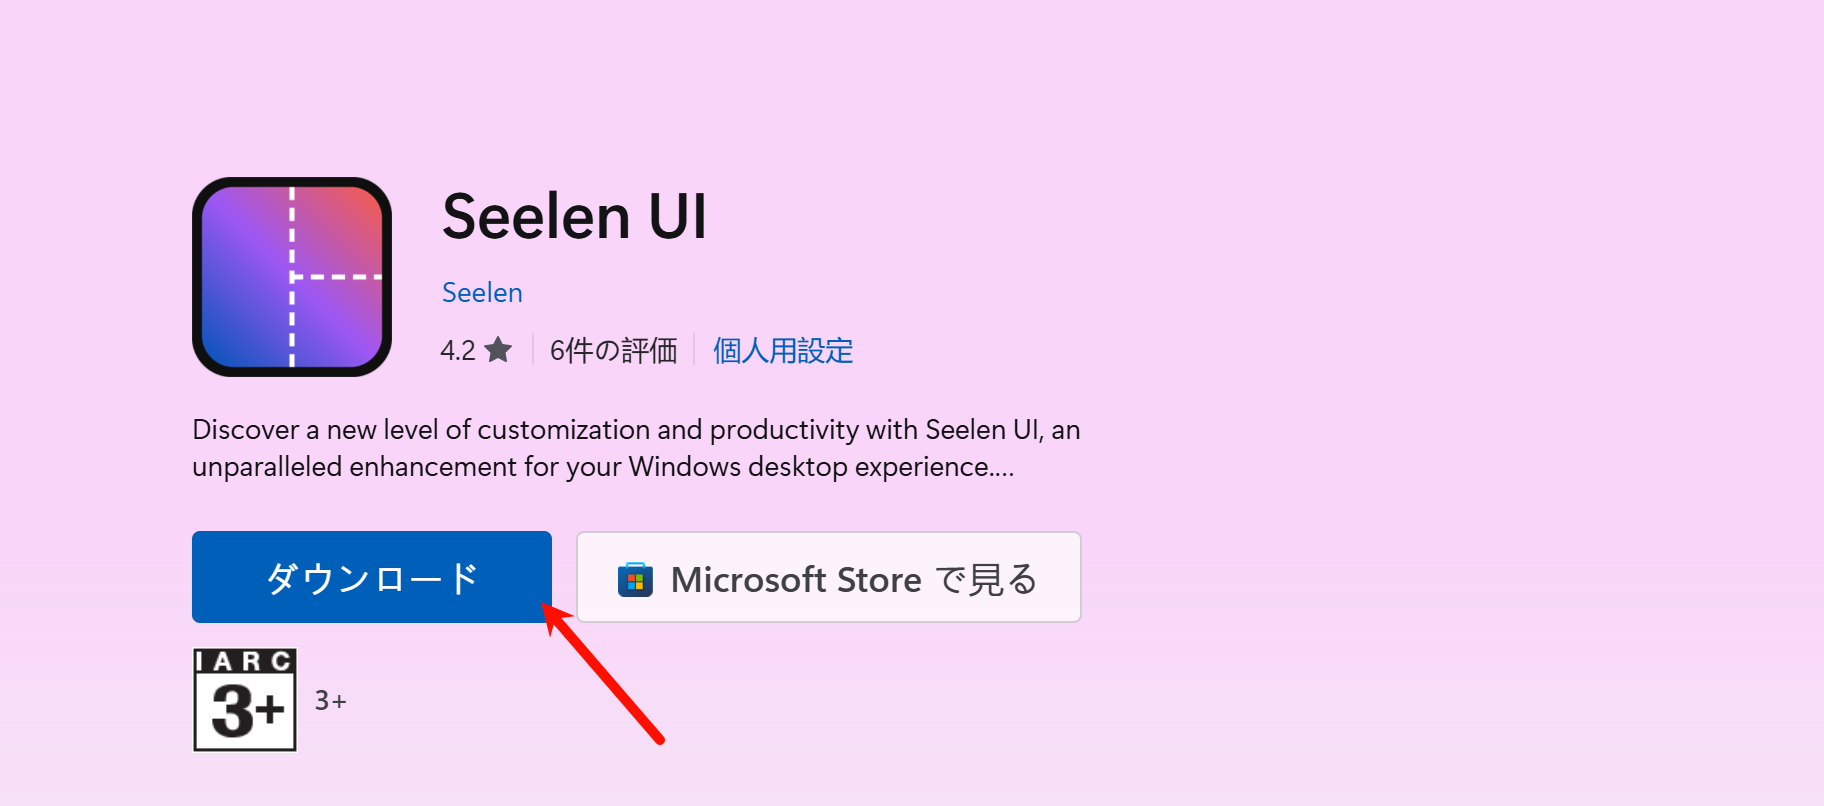 Seelen UI
Seelen
4.2 ★ 6件の評価 個人用設定
Discover a new level of customization and productivity with Seelen UI, an
unparalleled enhancement for your Windows desktop experience....
ダウンロード Microsoft Store で見る
IARC
3+ 3+